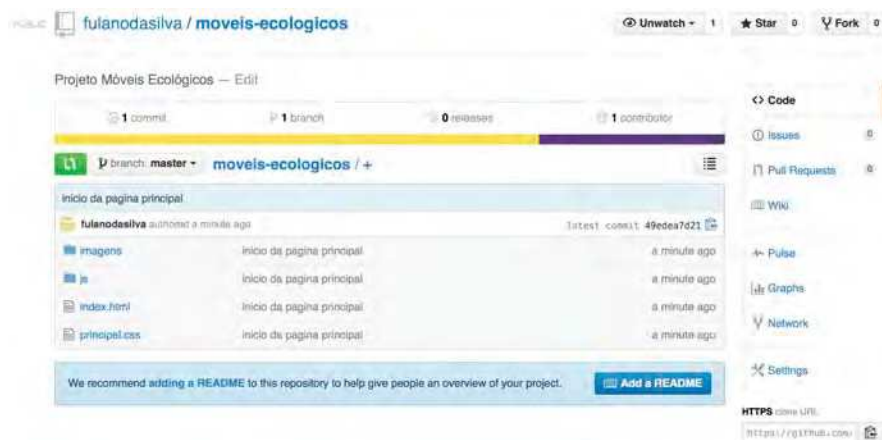 PUBLIC fulanodasilva / moveis-ecologicos
Unwatch 1 Star 0 Fork 0
Projeto Móveis Ecológicos — Edit
1 commit 1 branch 0 releases 1 contributor
branch: master moveis-ecologicos / +
inicio da pagina principal
fulanodasilva authored a minute ago latest commit 49edea7d21
imagens inicio da pagina principal a minute ago
js inicio da pagina principal a minute ago
index.html inicio da pagina principal a minute ago
principal.css inicio da pagina principal a minute ago
We recommend adding a README to this repository to help give people an overview of your project. Add a README
<> Code
Issues 0
Pull Requests 0
Wiki
Pulse
Graphs
Network
Settings
HTTPS clone URL
https://github.com/